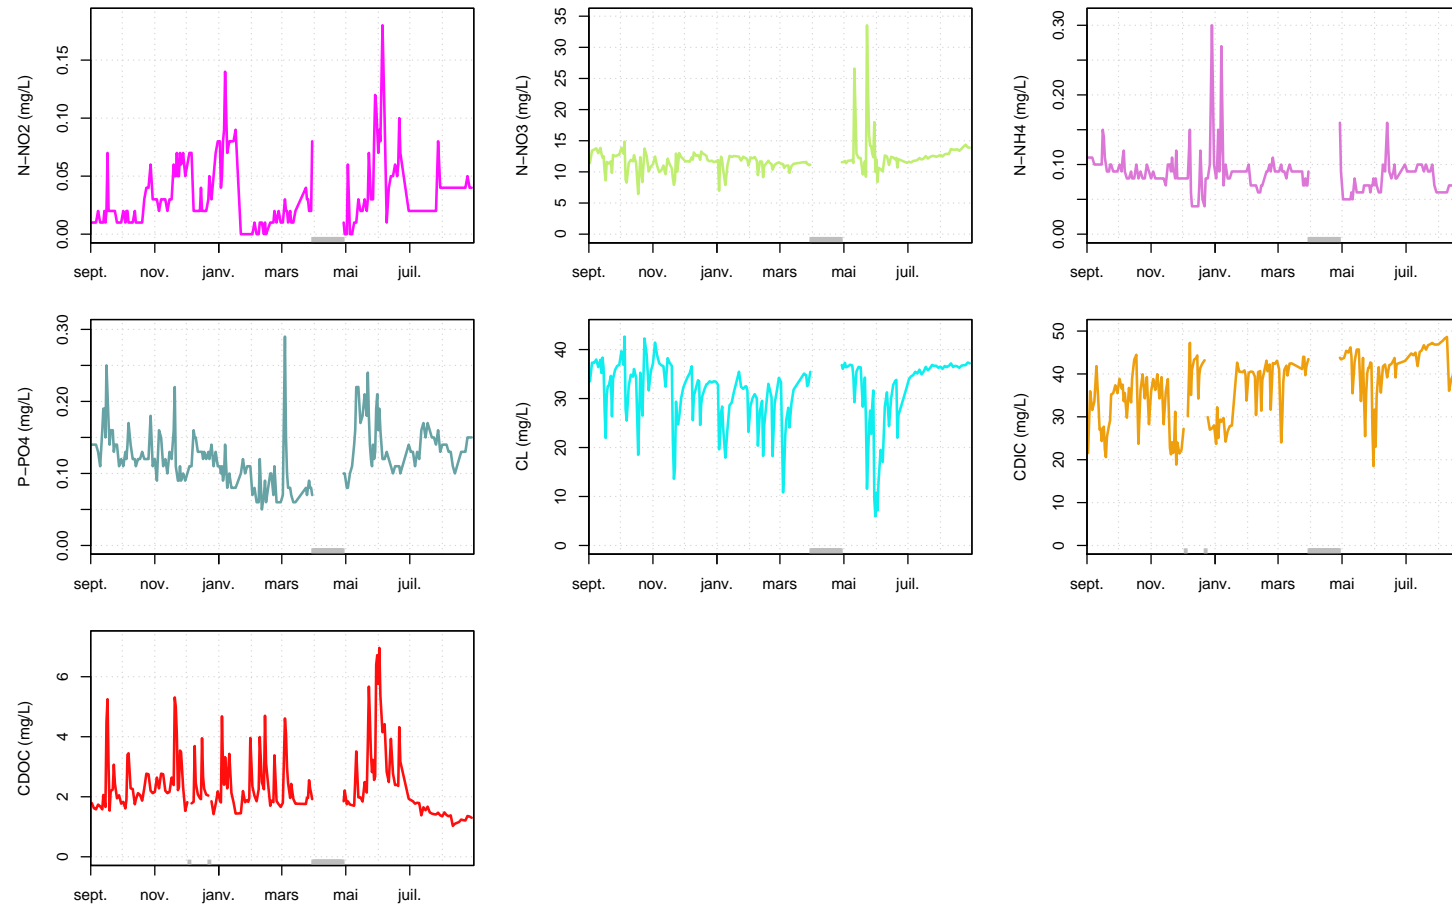 N−NO2 (mg/L)
0.00 0.05 0.10 0.15
sept. nov. janv. mars mai juil.
N−NO3 (mg/L)
0 5 10 15 20 25 30 35
sept. nov. janv. mars mai juil.
N−NH4 (mg/L)
0.00 0.10 0.20 0.30
sept. nov. janv. mars mai juil.
P−PO4 (mg/L)
0.00 0.10 0.20 0.30
sept. nov. janv. mars mai juil.
CL (mg/L)
0 10 20 30 40
sept. nov. janv. mars mai juil.
CDIC (mg/L)
0 10 20 30 40 50
sept. nov. janv. mars mai juil.
CDOC (mg/L)
0 2 4 6
sept. nov. janv. mars mai juil.